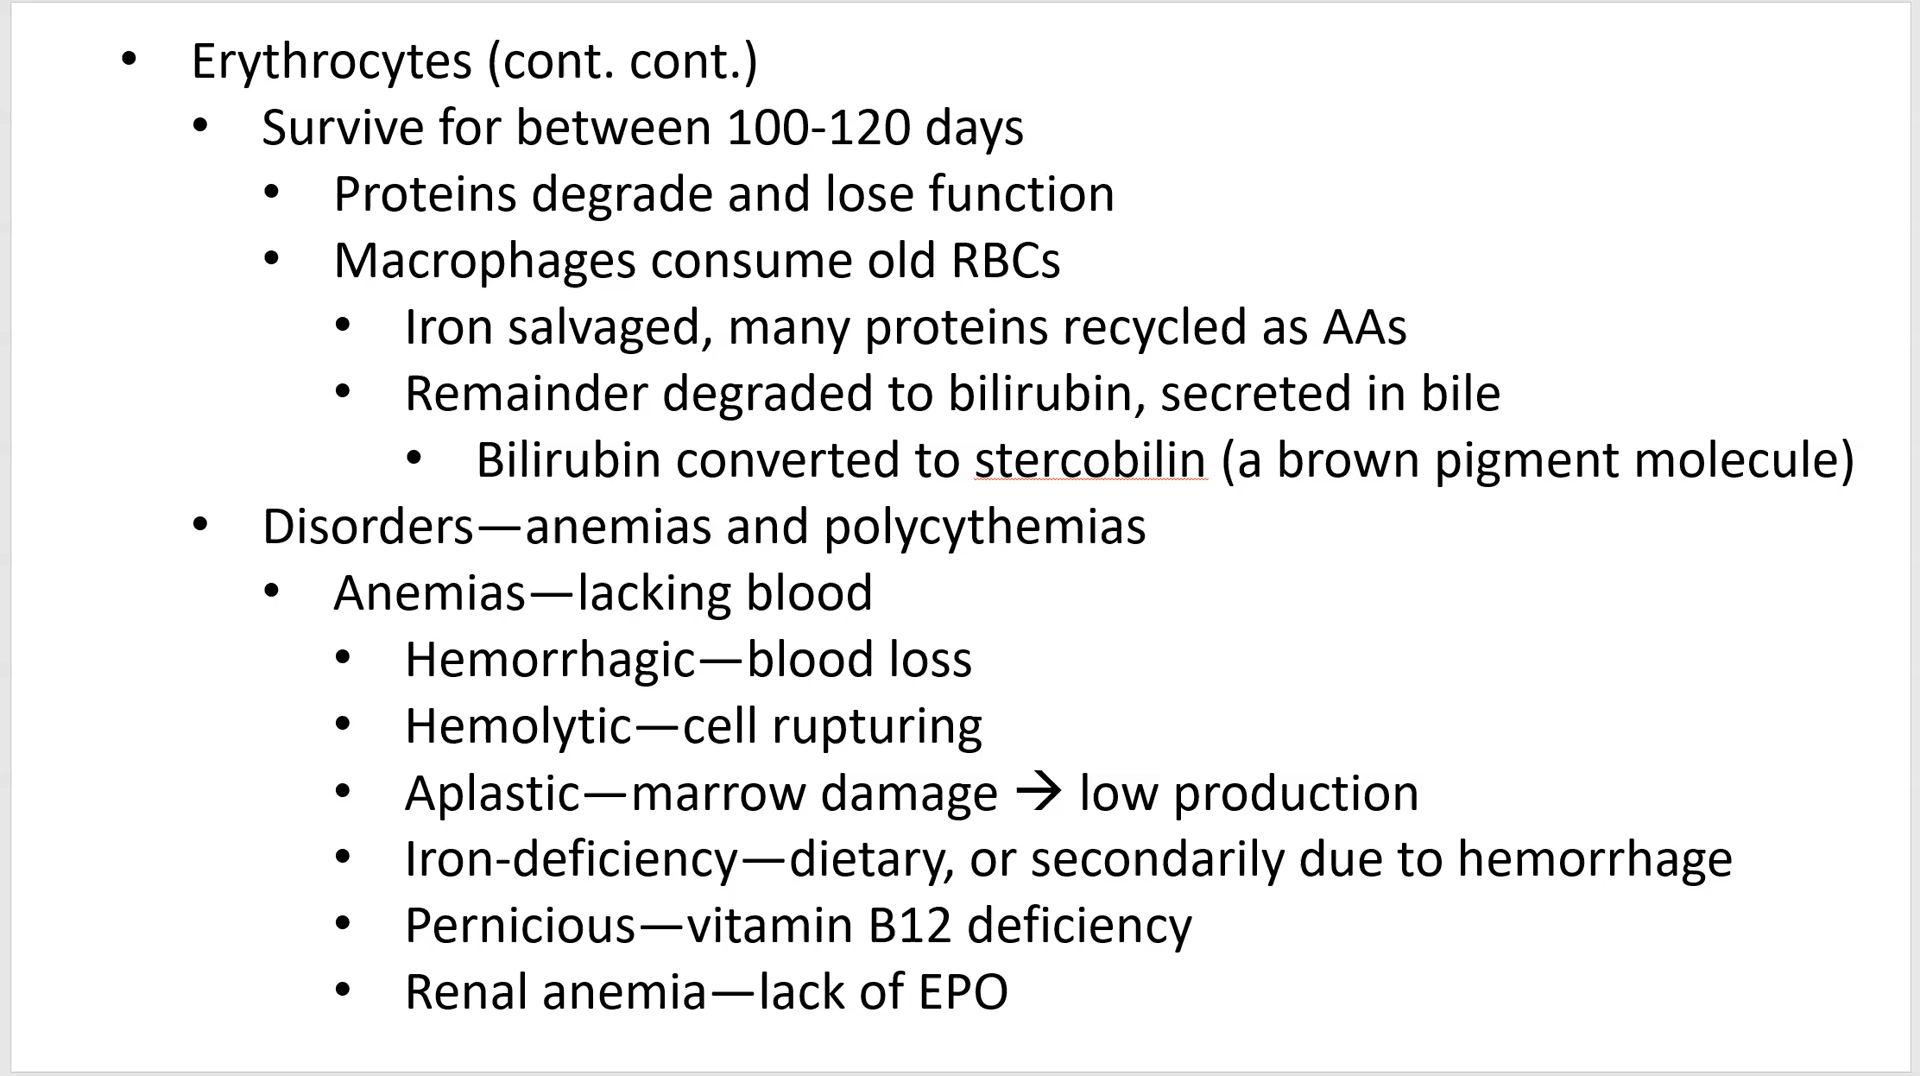 • Erythrocytes (cont. cont.)
• Survive for between 100-120 days
• Proteins degrade and lose function
• Macrophages consume old RBCs
• Iron salvaged, many proteins recycled as AAs
• Remainder degraded to bilirubin, secreted in bile
• Bilirubin converted to stercobilin (a brown pigment molecule)
• Disorders—anemias and polycythemias
• Anemias—lacking blood
• Hemorrhagic—blood loss
• Hemolytic—cell rupturing
• Aplastic—marrow damage → low production
• Iron-deficiency—dietary, or secondarily due to hemorrhage
• Pernicious—vitamin B12 deficiency
• Renal anemia—lack of EPO